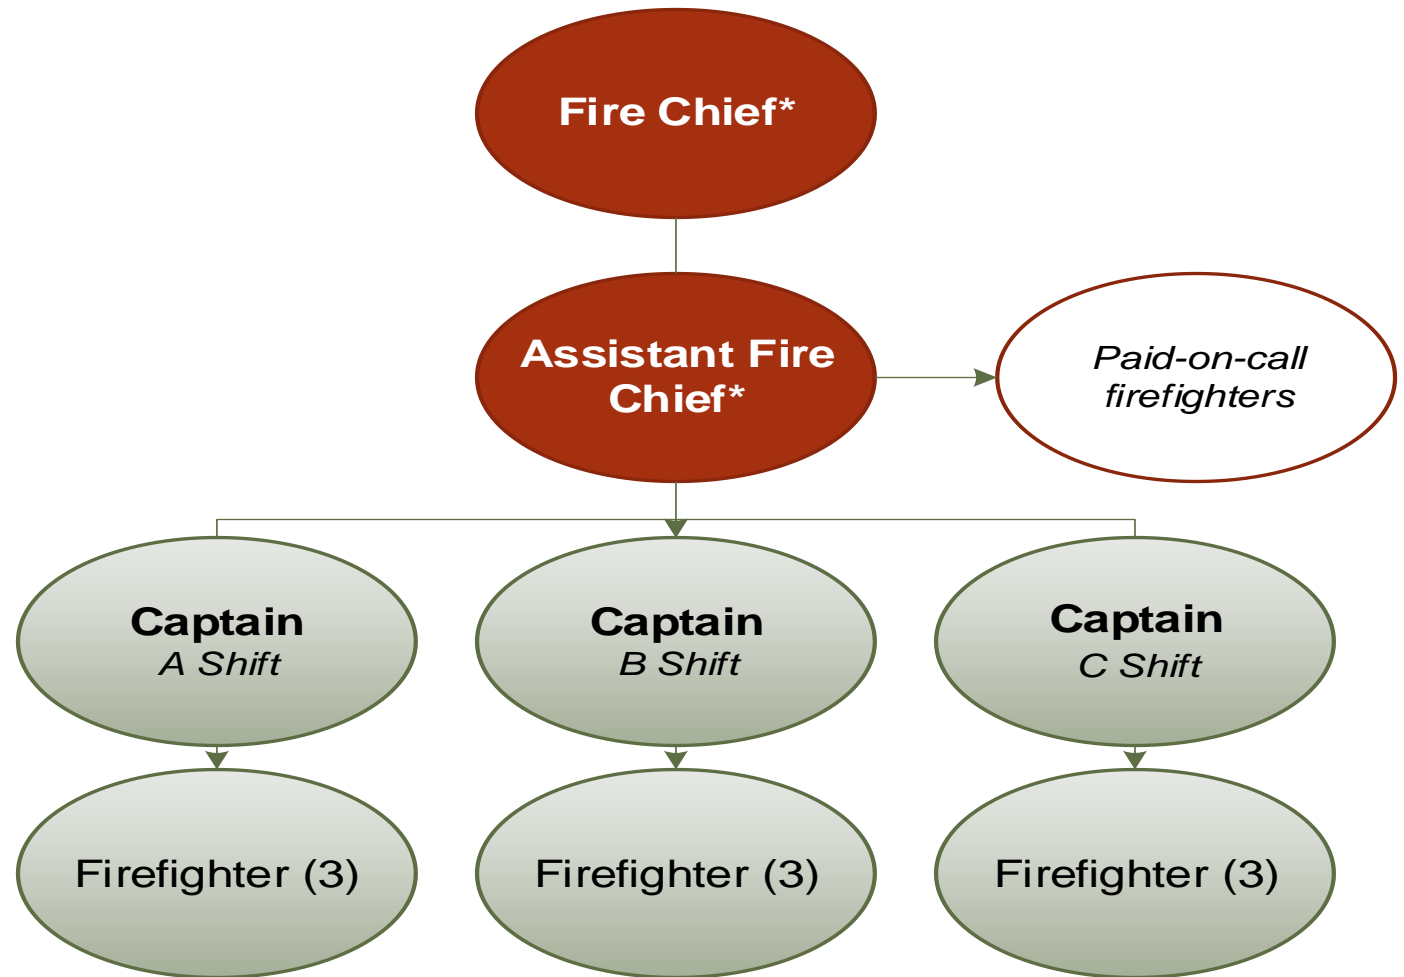 Fire Chief*
Assistant Fire
Chief*
Paid-on-call
firefighters
Captain
A Shift
Captain
B Shift
Captain
C Shift
Firefighter (3)
Firefighter (3)
Firefighter (3)